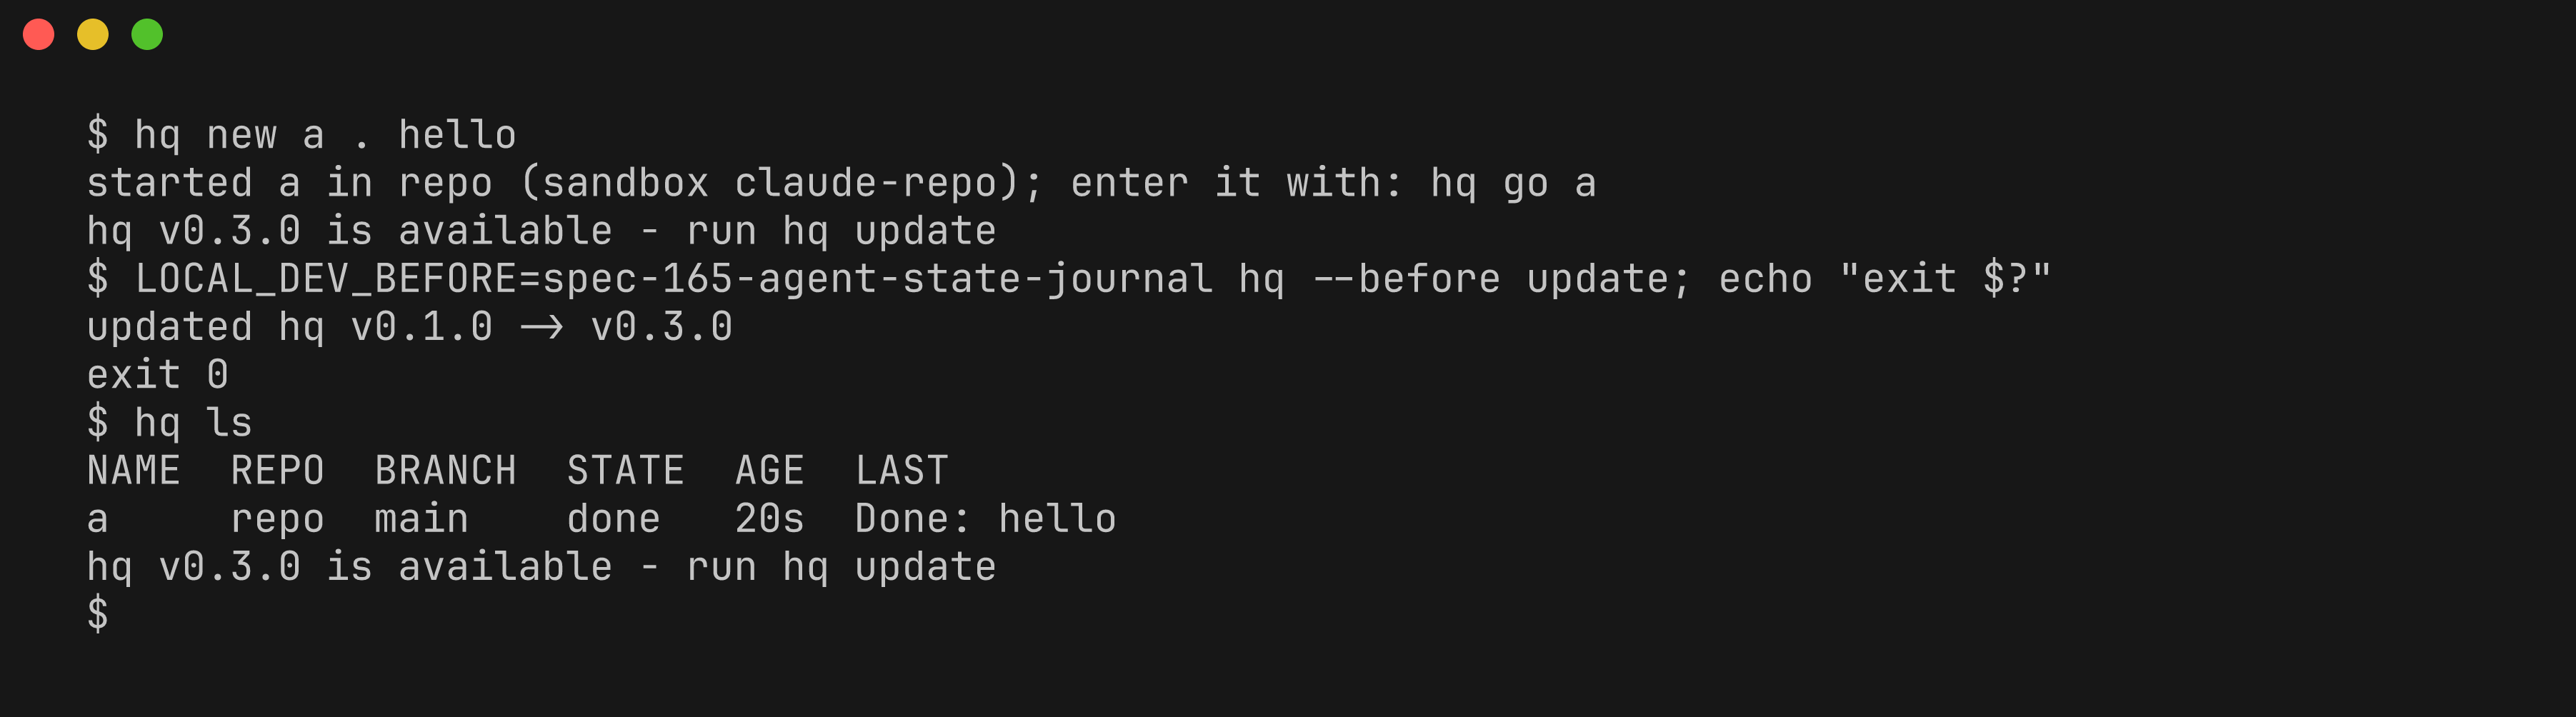 $ hq new a . hello
started a in repo (sandbox claude-repo); enter it with: hq go a
hq v0.3.0 is available - run hq update
$ LOCAL_DEV_BEFORE=spec-165-agent-state-journal hq --before update; echo "exit $?"
updated hq v0.1.0 -> v0.3.0
exit 0
$ hq ls
NAME  REPO  BRANCH  STATE  AGE  LAST
a     repo  main    done   20s  Done: hello
hq v0.3.0 is available - run hq update
$